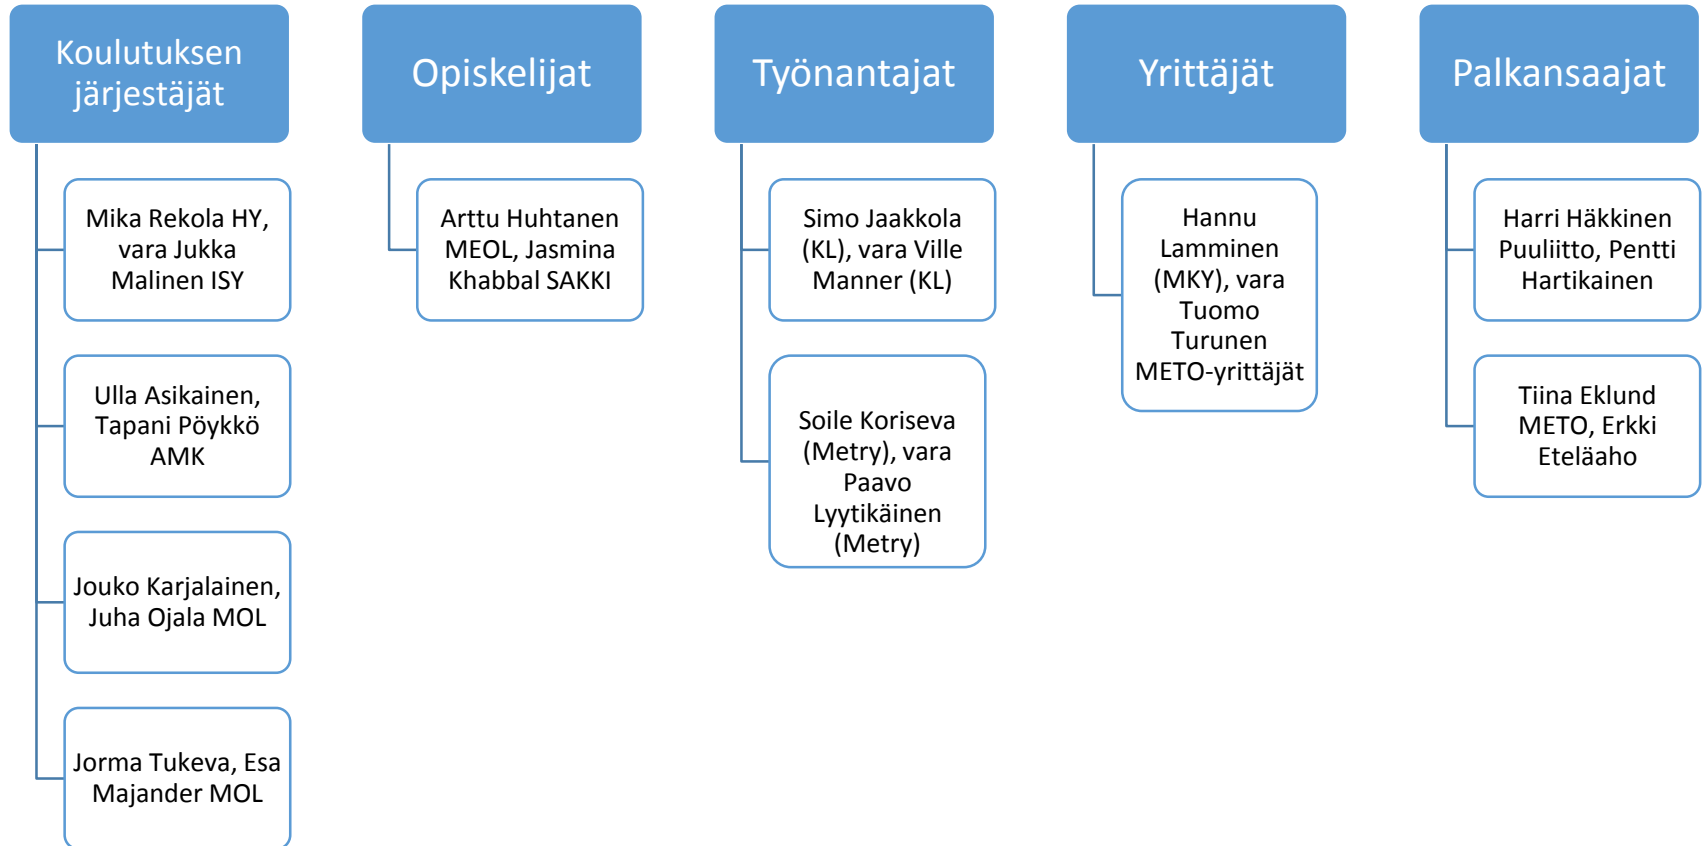 Koulutuksen
järjestäjät
Mika Rekola HY,
vara Jukka
Malinen ISY
Ulla Asikainen,
Tapani Pöykkö
AMK
Jouko Karjalainen,
Juha Ojala MOL
Jorma Tukeva, Esa
Majander MOL
Opiskelijat
Arttu Huhtanen
MEOL, Jasmina
Khabbal SAKKI
Työnantajat
Simo Jaakkola
(KL), vara Ville
Manner (KL)
Soile Koriseva
(Metry), vara
Paavo
Lyytikäinen
(Metry)
Yrittäjät
Hannu
Lamminen
(MKY), vara
Tuomo
Turunen
METO-yrittäjät
Palkansaajat
Harri Häkkinen
Puuliitto, Pentti
Hartikainen
Tiina Eklund
METO, Erkki
Eteläaho